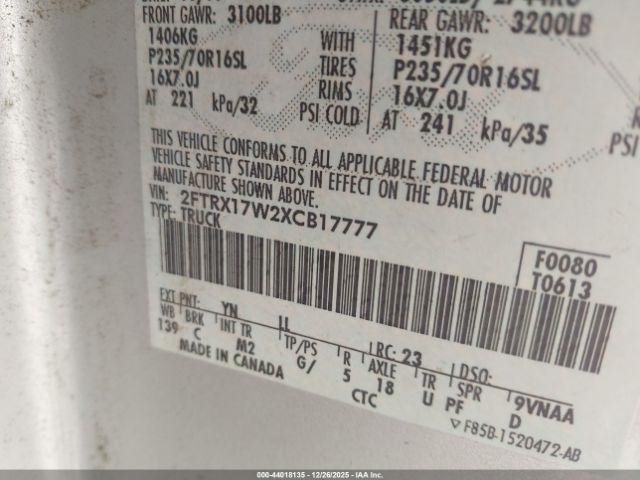 FRONT GAWR: 3100LB
1406KG
P235/70R16SL
16X7.0J
AT 221 kPa/32
WITH
TIRES
RIMS
PSI COLD
REAR GAWR: 3200LB
1451KG
P235/70R16SL
16X7.0J
AT 241 kPa/35
PSI
THIS VEHICLE CONFORMS TO ALL APPLICABLE FEDERAL MOTOR
VEHICLE SAFETY STANDARDS IN EFFECT ON THE DATE OF
MANUFACTURE SHOWN ABOVE.
VIN: 2FTRX17W2XCB17777
TYPE: TRUCK
F0080
T0613
EXT PNT: YN LL RC: 23 DSO:
WB BRK INT TR TP/PS R AXLE TR SPR
139 C M2 G/ 5 18 U PF D 9VNAA
MADE IN CANADA CTC
▽ F85B-1520472-AB
000-44018135 - 12/26/2025 - IAA Inc.